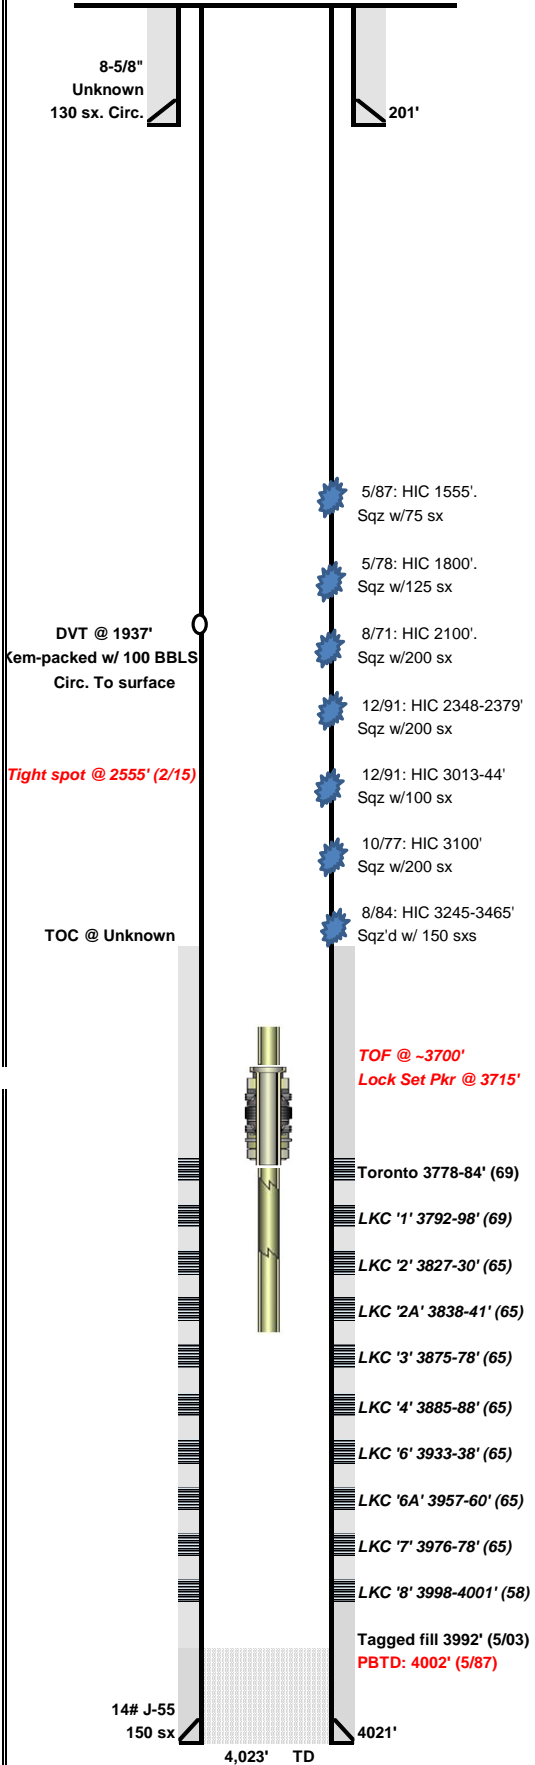 8-5/8"
Unknown
130 sx. Circ.
201'
5/87: HIC 1555'.
Sqz w/75 sx
5/78: HIC 1800'.
Sqz w/125 sx
DVT @ 1937'
Kem-packed w/ 100 BBLS
Circ. To surface
8/71: HIC 2100'.
Sqz w/200 sx
12/91: HIC 2348-2379'
Sqz w/200 sx
Tight spot @ 2555' (2/15)
12/91: HIC 3013-44'
Sqz w/100 sx
10/77: HIC 3100'
Sqz w/200 sx
8/84: HIC 3245-3465'
Sqz'd w/ 150 sxs
TOC @ Unknown
TOF @ ~3700'
Lock Set Pkr @ 3715'
Toronto 3778-84' (69)
LKC '1' 3792-98' (69)
LKC '2' 3827-30' (65)
LKC '2A' 3838-41' (65)
LKC '3' 3875-78' (65)
LKC '4' 3885-88' (65)
LKC '6' 3933-38' (65)
LKC '6A' 3957-60' (65)
LKC '7' 3976-78' (65)
LKC '8' 3998-4001' (58)
Tagged fill 3992' (5/03)
PBTD: 4002' (5/87)
14# J-55
150 sx
4021'
4,023' TD